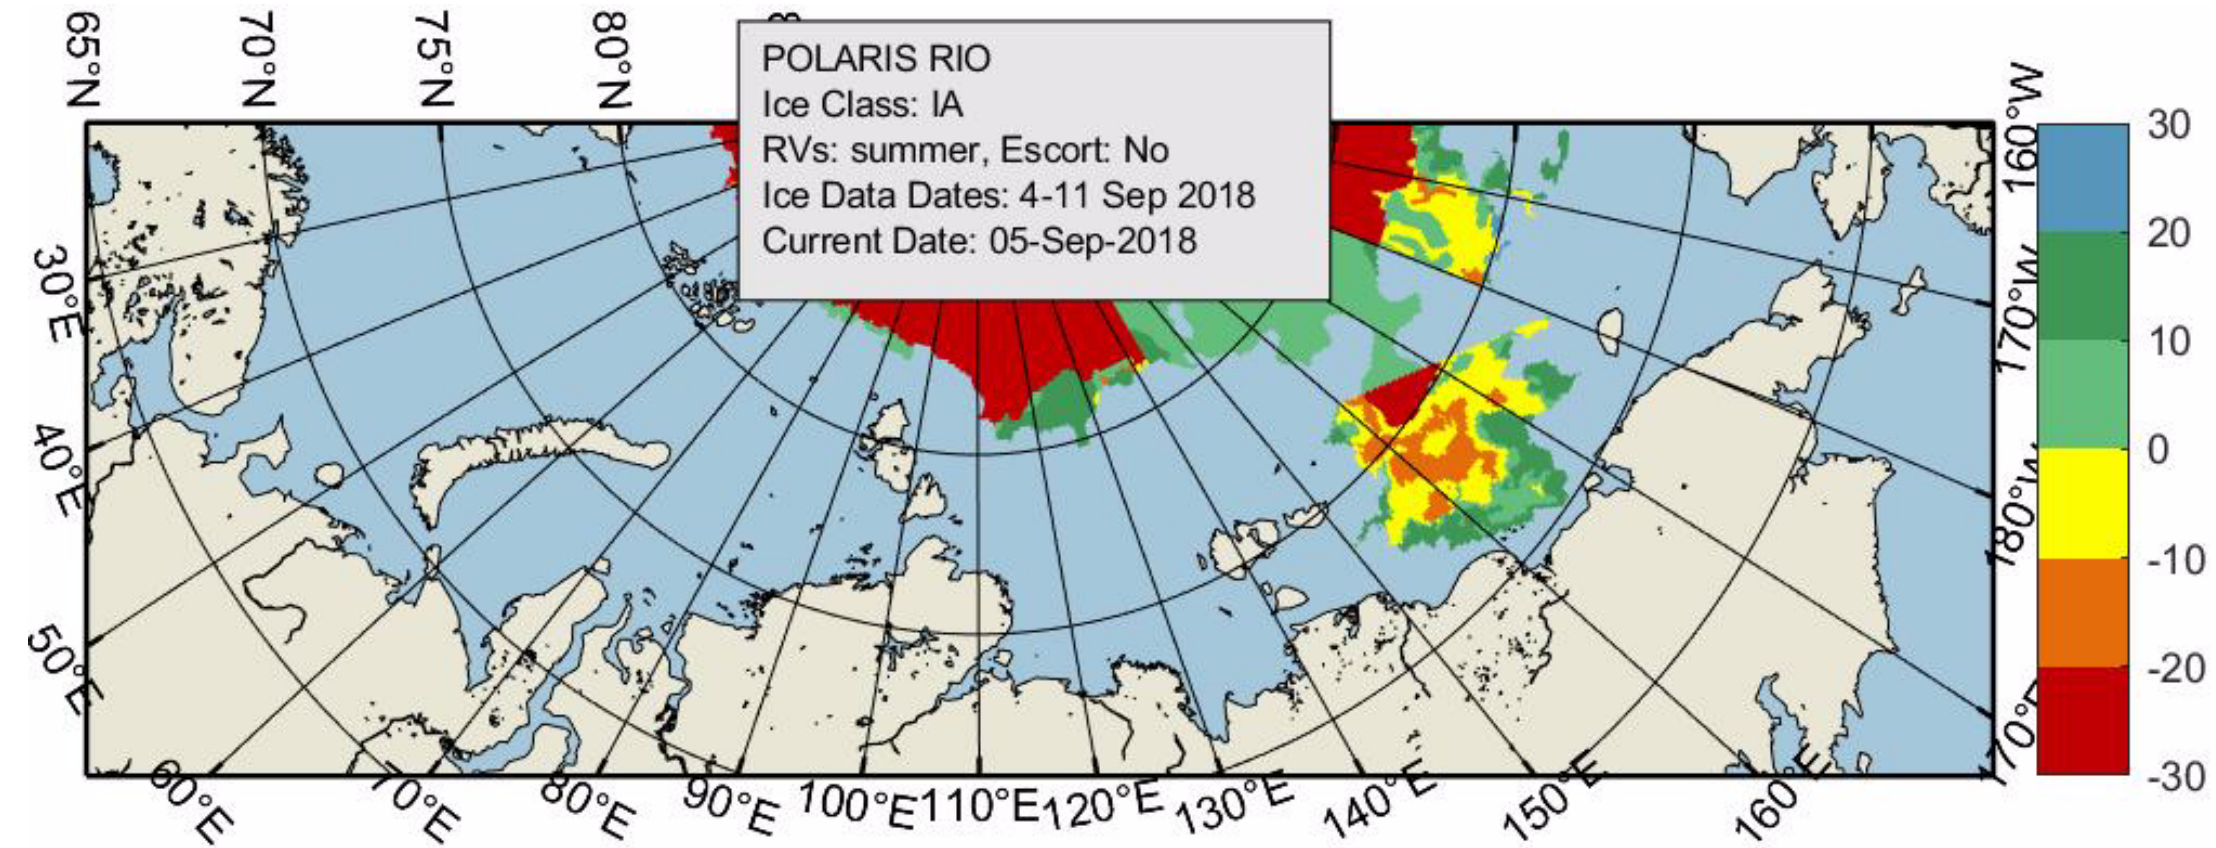 65°N
70°N
75°N
80°N
POLARIS RIO
Ice Class: IA
RVs: summer, Escort: No
Ice Data Dates: 4-11 Sep 2018
Current Date: 05-Sep-2018
160°W
170°W
180°W
170°E
30°E
40°E
50°E
60°E
70°E
80°E
90°E
100°E
110°E
120°E
130°E
140°E
150°E
160°E
30
20
10
0
-10
-20
-30